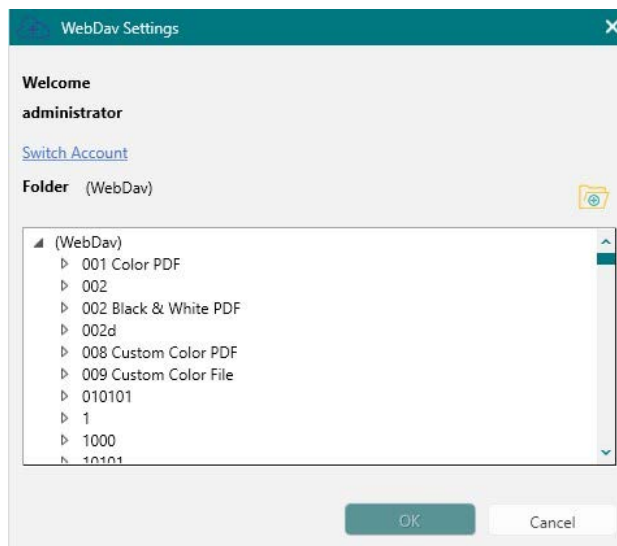 WebDav Settings
Welcome
administrator
Switch Account
Folder (WebDav)
(WebDav)
001 Color PDF
002
002 Black & White PDF
002d
008 Custom Color PDF
009 Custom Color File
010101
1
1000
10101
OK
Cancel